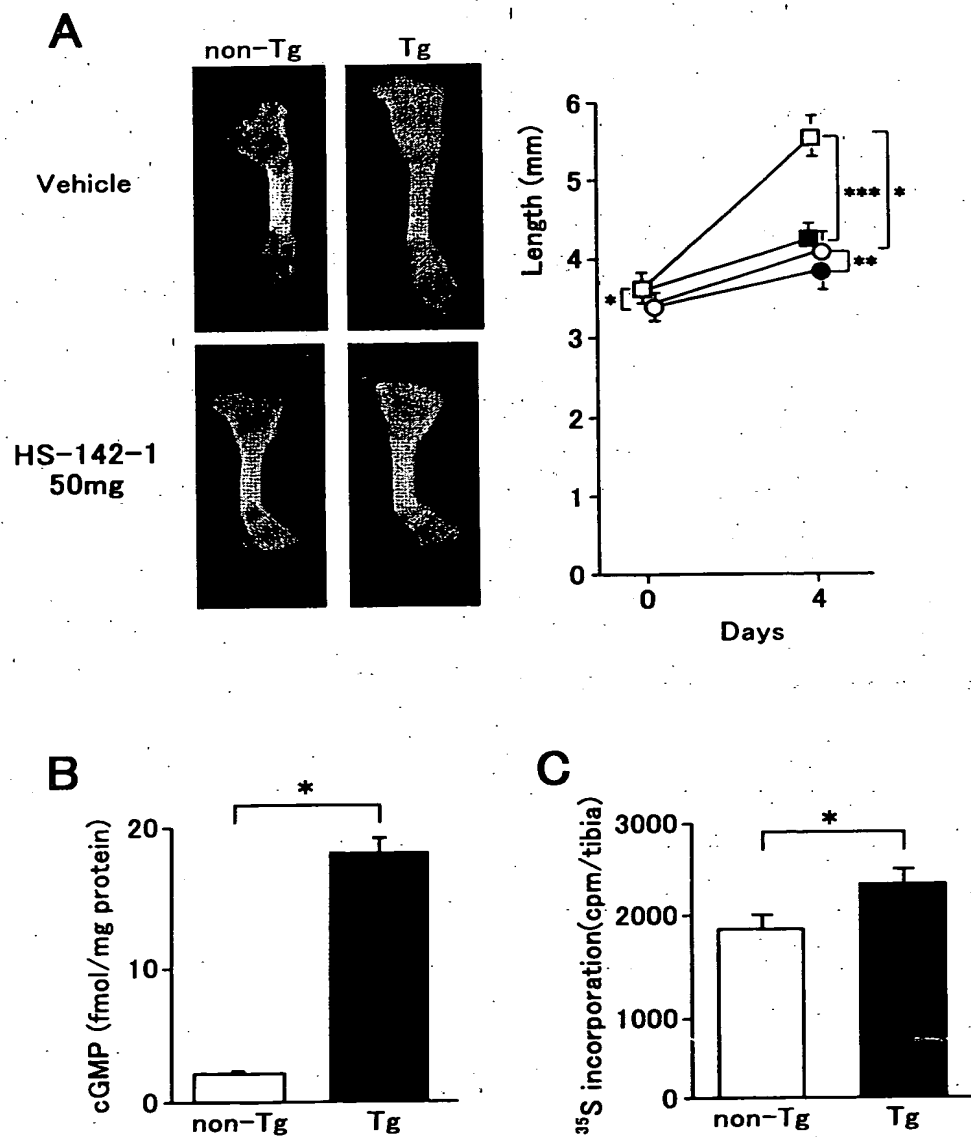 A
non-Tg
Tg
Vehicle
HS-142-1
50mg
Length (mm)
6
5
4
3
2
1
0
0
4
Days
***
*
**
*
B
cGMP (fmol/mg protein)
20
10
0
*
non-Tg
Tg
C
³⁵S incorporation(cpm/tibia)
3000
2000
1000
0
*
non-Tg
Tg